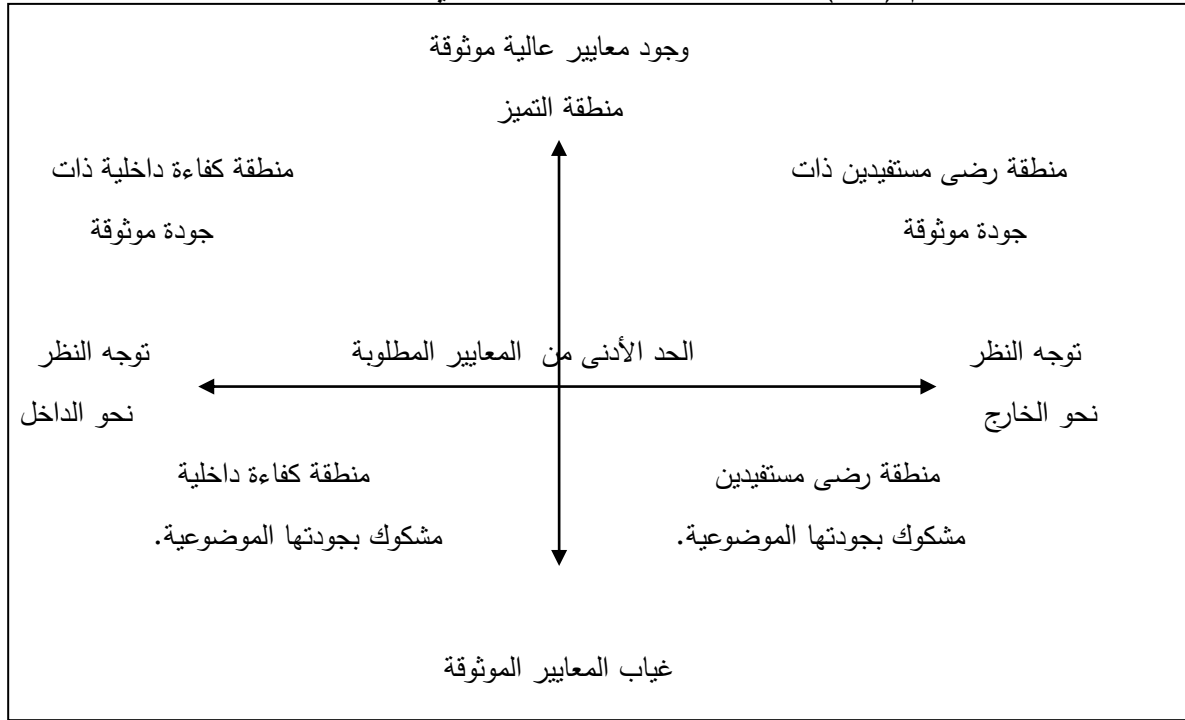 وجود معايير عالية موثوقة
منطقة التميز
منطقة رضى مستفيدين ذات
جودة موثوقة
منطقة كفاءة داخلية ذات
جودة موثوقة
توجه النظر
نحو الخارج
الحد الأدنى من المعايير المطلوبة
توجه النظر
نحو الداخل
منطقة رضى مستفيدين
مشكوك بجودتها الموضوعية.
منطقة كفاءة داخلية
مشكوك بجودتها الموضوعية.
غياب المعايير الموثوقة